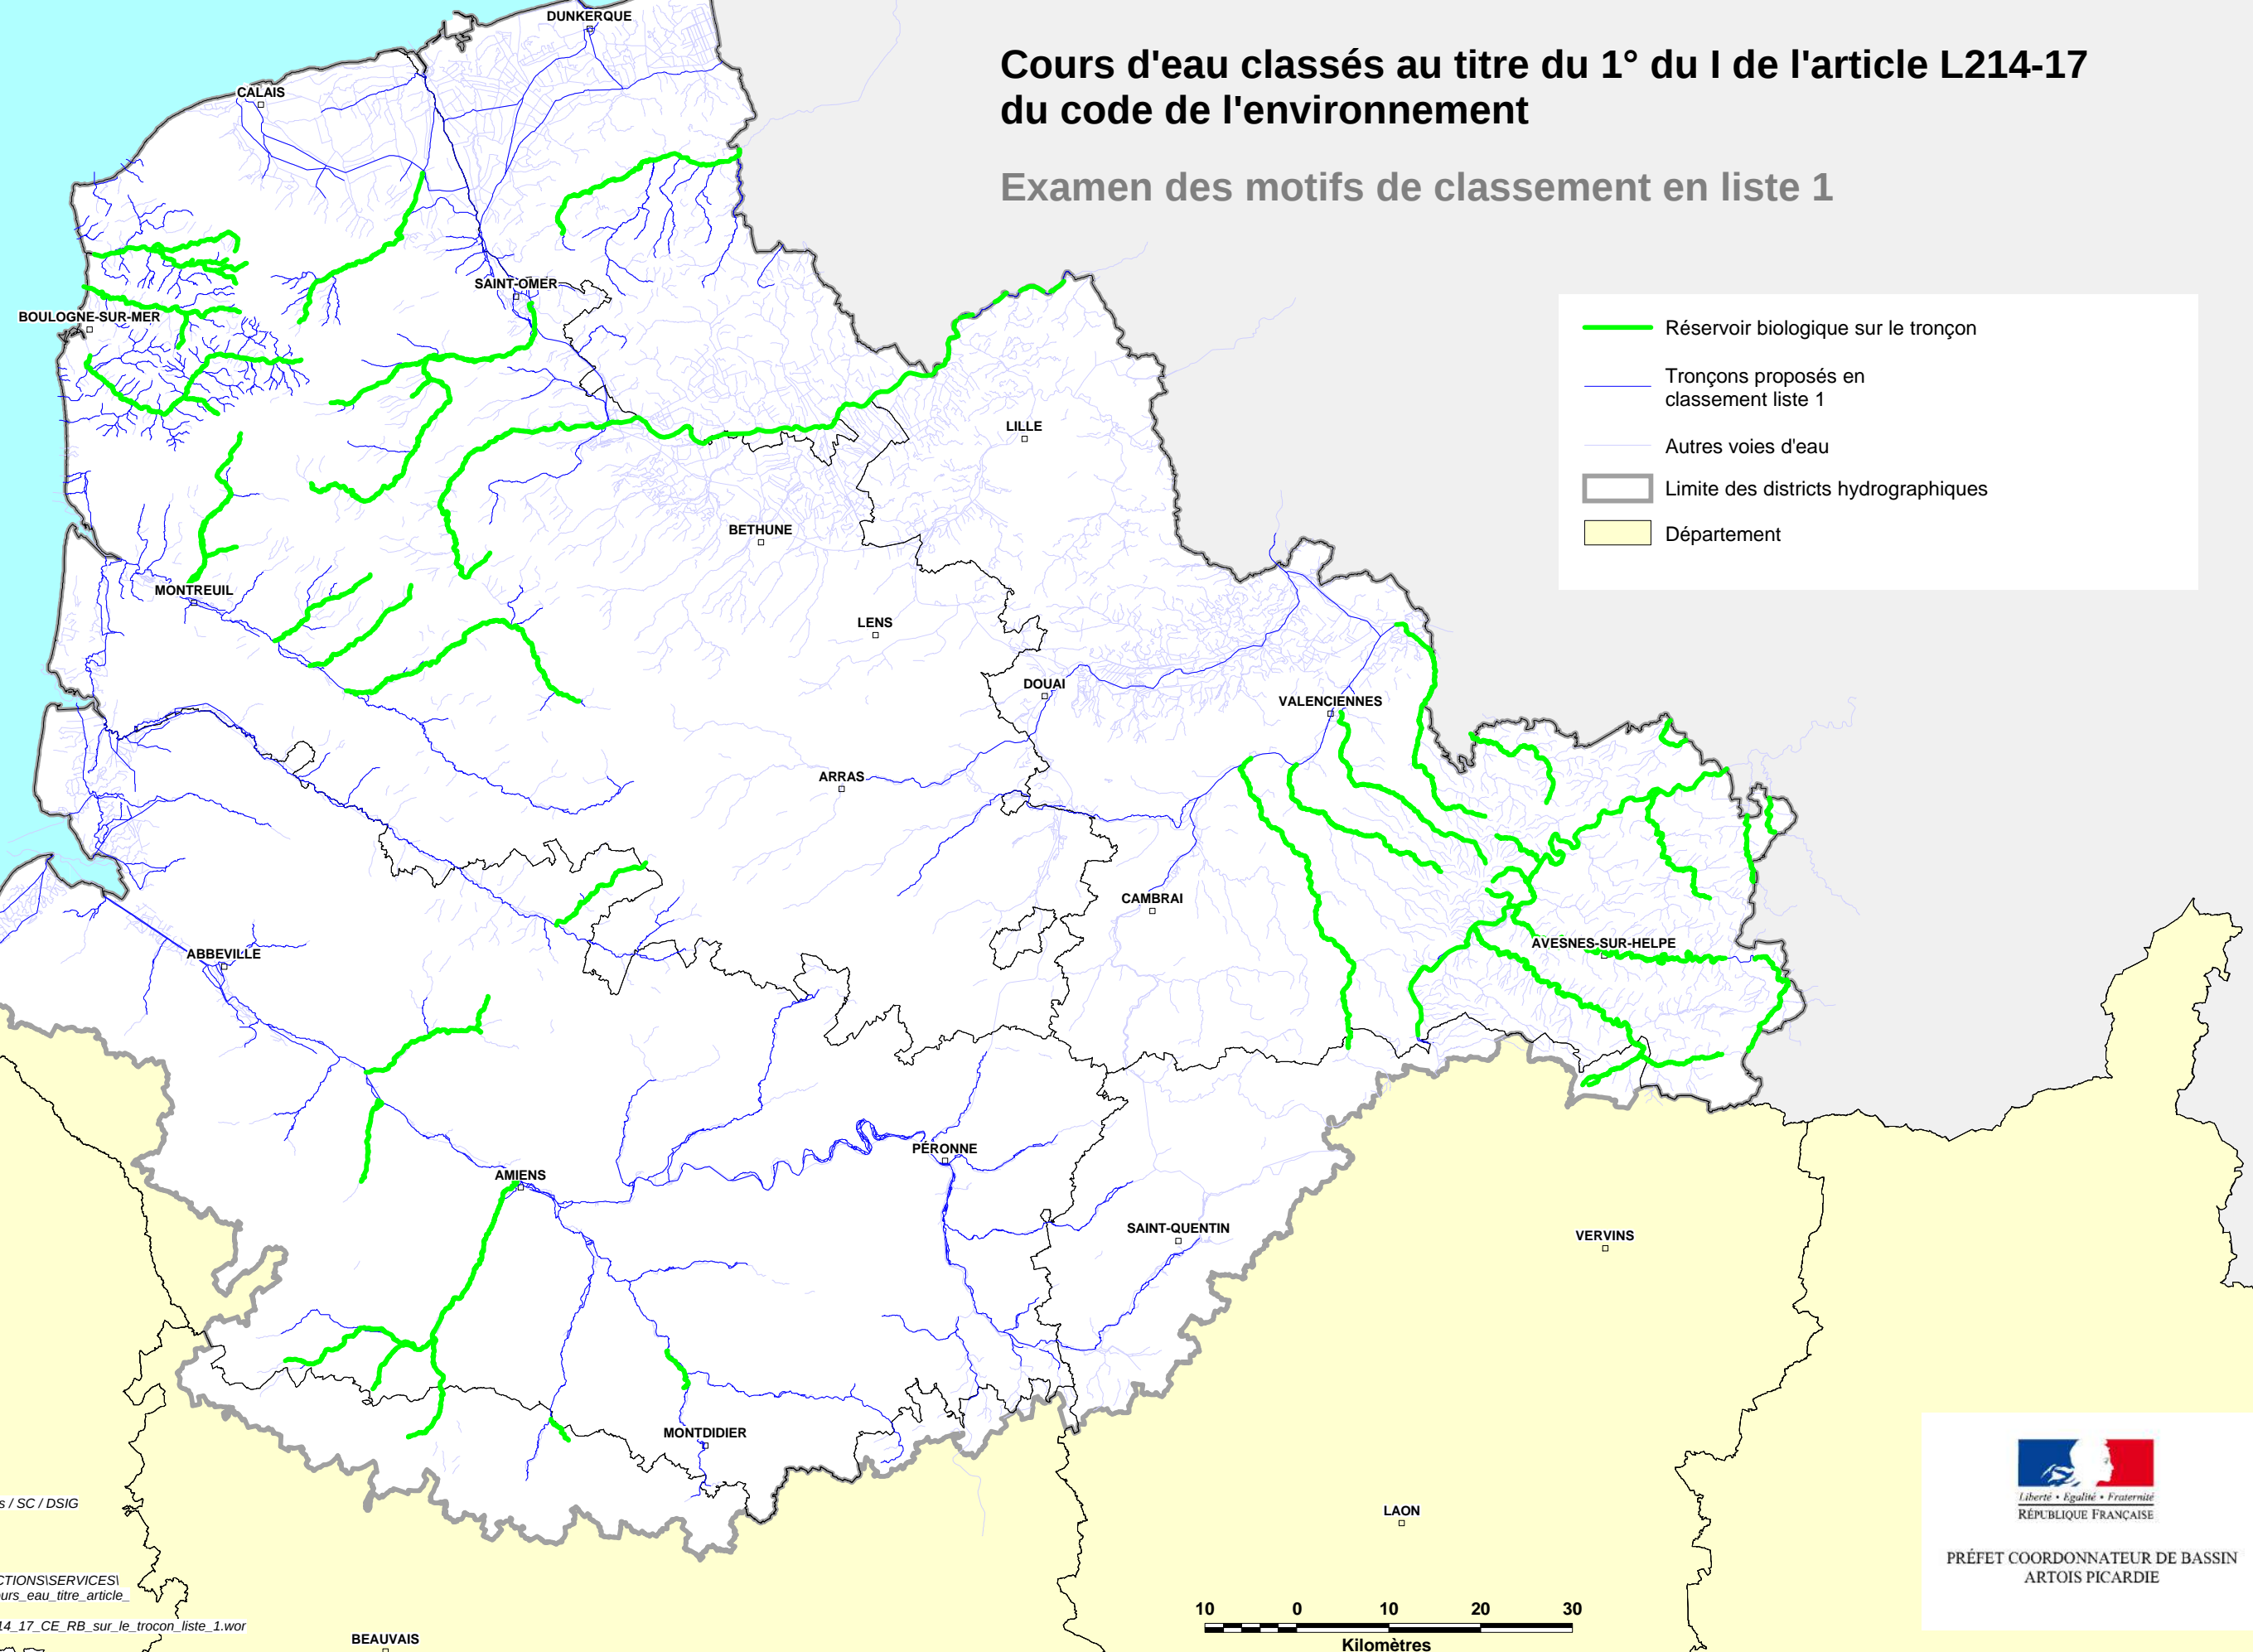 Cours d'eau classés au titre du 1° du I de l'article L214-17
du code de l'environnement
Examen des motifs de classement en liste 1
Réservoir biologique sur le tronçon
Tronçons proposés en
classement liste 1
Autres voies d'eau
Limite des districts hydrographiques
Département
DUNKERQUE
CALAIS
SAINT-OMER
BOULOGNE-SUR-MER
LILLE
BETHUNE
MONTREUIL
LENS
DOUAI
VALENCIENNES
ARRAS
CAMBRAI
AVESNES-SUR-HELPE
ABBEVILLE
PÉRONNE
AMIENS
SAINT-QUENTIN
VERVINS
MONTDIDIER
LAON
BEAUVAIS
s / SC / DSIG
CTIONS\SERVICES\
ours_eau_titre_article_
14_17_CE_RB_sur_le_trocon_liste_1.wor
10 0 10 20 30
Kilomètres
Liberté • Egalité • Fraternité
RÉPUBLIQUE FRANÇAISE
PRÉFET COORDONNATEUR DE BASSIN
ARTOIS PICARDIE